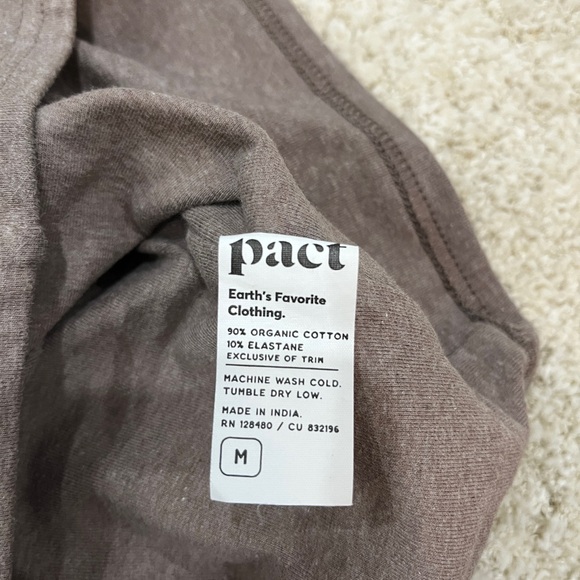 pact
Earth's Favorite
Clothing.
90% ORGANIC COTTON
10% ELASTANE
EXCLUSIVE OF TRIM
MACHINE WASH COLD.
TUMBLE DRY LOW.
MADE IN INDIA.
RN 128480 / CU 832196
M